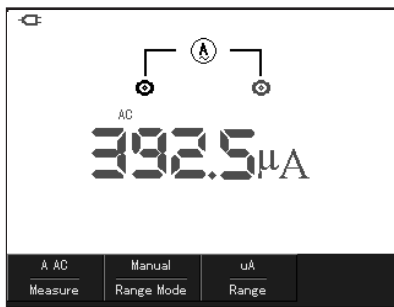 A
AC
392.5μA
A AC Manual uA
Measure Range Mode Range